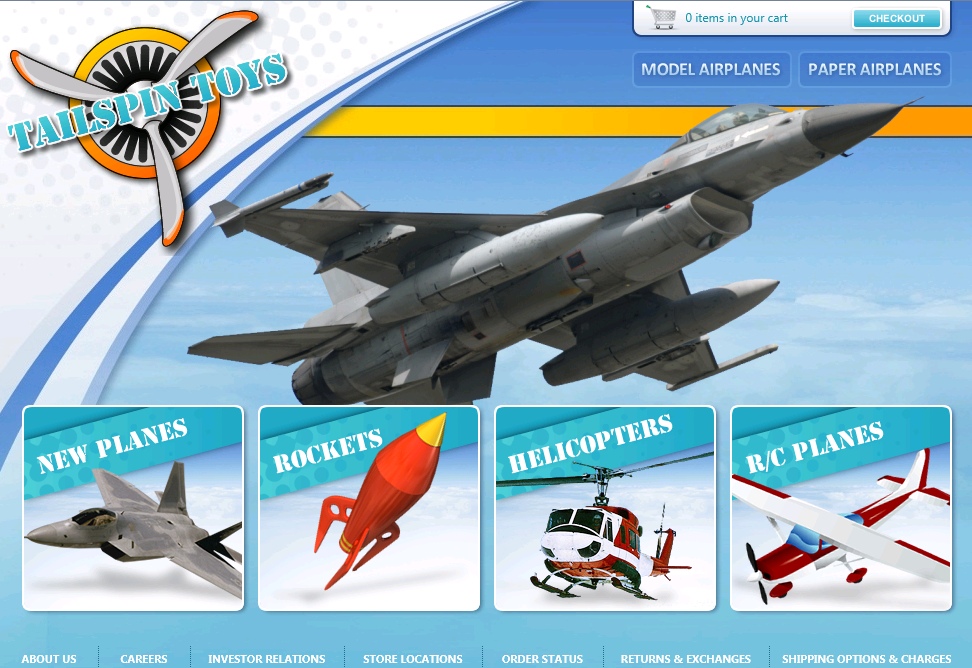 0 items in your cart
CHECKOUT
MODEL AIRPLANES
PAPER AIRPLANES
TAILSPIN TOYS
NEW PLANES
ROCKETS
HELICOPTERS
R/C PLANES
ABOUT US
CAREERS
INVESTOR RELATIONS
STORE LOCATIONS
ORDER STATUS
RETURNS & EXCHANGES
SHIPPING OPTIONS & CHARGES